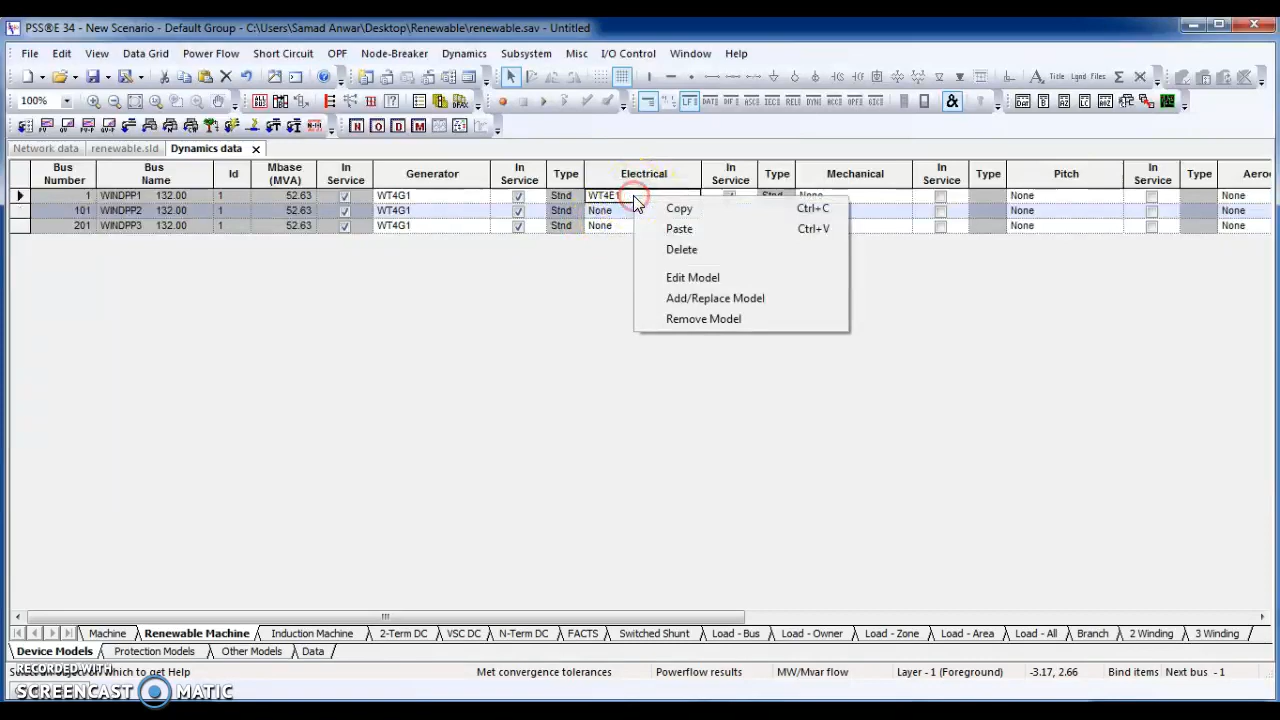 PSS®E 34 - New Scenario - Default Group - C:\Users\Samad Anwar\Desktop\Renewable\renewable.sav - Untitled
File Edit View Data Grid Power Flow Short Circuit OPF Node-Breaker Dynamics Subsystem Misc I/O Control Window Help
Title Lgnd Files
100%
Network data renewable.sld Dynamics data
Bus Number Bus Name Id Mbase (MVA) In Service Generator In Service Type Electrical In Service Type Mechanical In Service Type Pitch In Service Type
1 WINDPP1 132.00 1 52.63 WT4G1 Stnd WT4E1 Stnd None None None
101 WINDPP2 132.00 1 52.63 WT4G1 Stnd None None None
201 WINDPP3 132.00 1 52.63 WT4G1 Stnd None None None
Copy Ctrl+C
Paste Ctrl+V
Delete
Edit Model
Add/Replace Model
Remove Model
Machine Renewable Machine Induction Machine 2-Term DC VSC DC N-Term DC FACTS Switched Shunt Load - Bus Load - Owner Load - Zone Load - Area Load - All Branch 2 Winding 3 Winding
Device Models Protection Models Other Models Data
RECORDED WITH
which to get Help Met convergence tolerances Powerflow results MW/Mvar flow Layer - 1 (Foreground) -3.17, 2.66 Bind items Next bus - 1
SCREENCAST MATIC